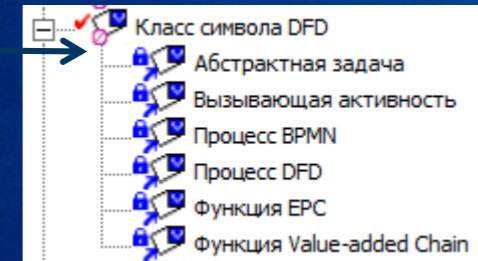 Класс символа DFD
Абстрактная задача
Вызывающая активность
Процесс BPMN
Процесс DFD
Функция EPC
Функция Value-added Chain